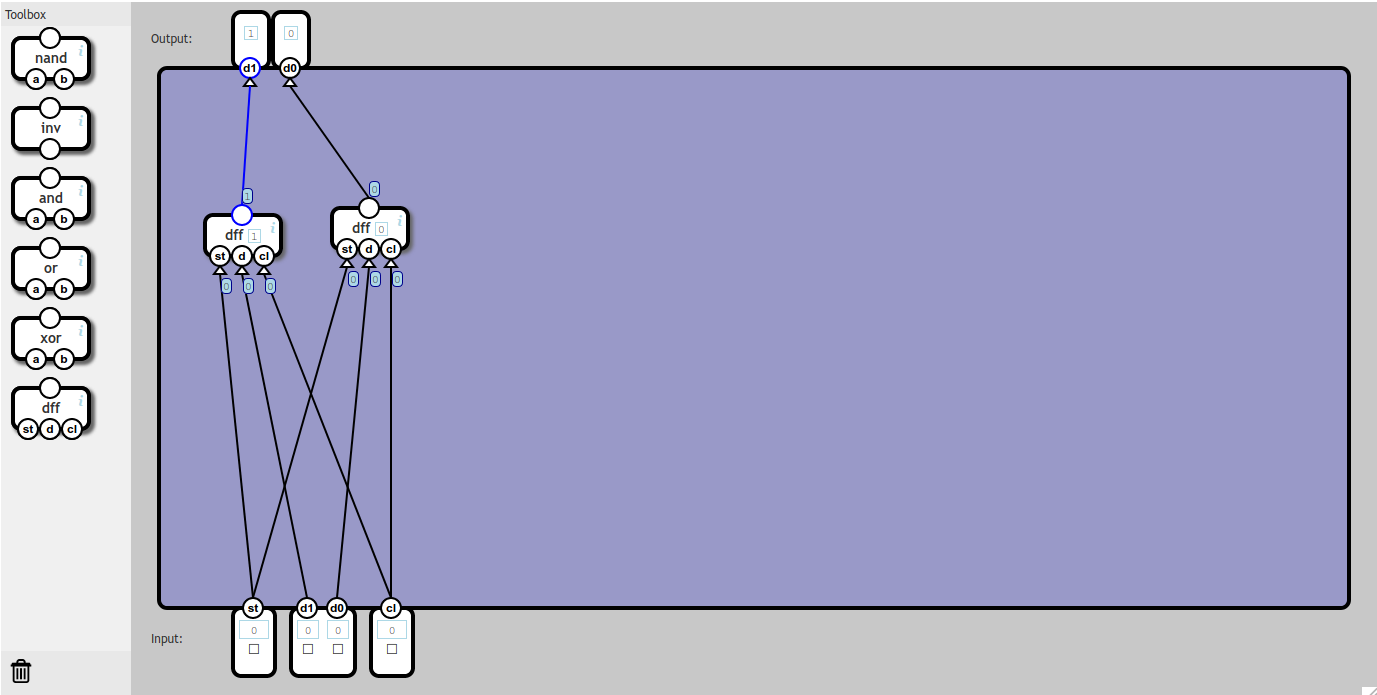 Toolbox
nand
i
a b
inv
i
and
i
a b
or
i
a b
xor
i
a b
dff
i
st d cl
Output:
1 0
d1 d0
1
0
dff 1
i
st d cl
0 0 0
dff 0
i
st d cl
0 0 0
Input:
st d1 d0 cl
0 0 0 0